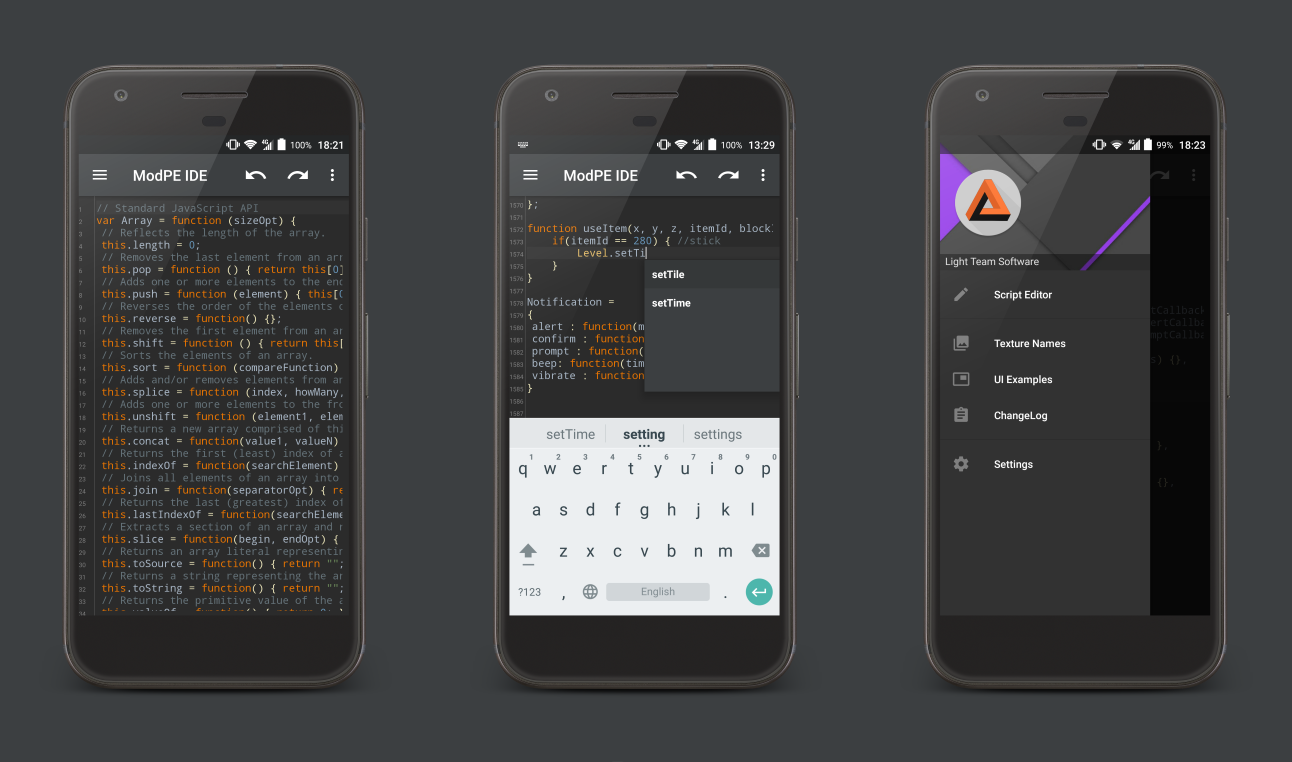 100% 18:21
ModPE IDE
1 // Standard JavaScript API
2 var Array = function (sizeOpt) {
3 // Reflects the length of the array.
4 this.length = 0;
5 // Removes the last element from an arr
6 this.pop = function () { return this[0]
7 // Adds one or more elements to the end
8 this.push = function (element) { this[0
9 // Reverses the order of the elements o
10 this.reverse = function() {};
11 // Removes the first element from an ar
12 this.shift = function () { return this[
13 // Sorts the elements of an array.
14 this.sort = function (compareFunction)
15 // Adds and/or removes elements from an
16 this.splice = function (index, howMany,
17 // Adds one or more elements to the fro
18 this.unshift = function (element1, elem
19 // Returns a new array comprised of thi
20 this.concat = function(value1, valueN)
21 // Returns the first (least) index of a
22 this.indexOf = function(searchElement)
23 // Joins all elements of an array into
24 this.join = function(separatorOpt) { re
25 // Returns the last (greatest) index of
26 this.lastIndexOf = function(searchEleme
27 // Extracts a section of an array and r
28 this.slice = function(begin, endOpt) {
29 // Returns an array literal representin
30 this.toSource = function() { return "";
31 // Returns a string representing the ar
32 this.toString = function() { return "";
33 // Returns the primitive value of the a
34 this.valueOf = function() { return 0; }
4G 100% 13:29
ModPE IDE
1570 };
1571
1572 function useItem(x, y, z, itemId, blockI
1573 if(itemId == 280) { //stick
1574 Level.setTi
1575 }
1576 }
1577
1578 Notification =
1579 {
1580 alert : function(m
1581 confirm : function
1582 prompt : function(
1583 beep: function(tim
1584 vibrate : function
1585 }
1586
1587
setTile
setTime
setTime setting settings
1 2 3 4 5 6 7 8 9 0
q w e r t y u i o p
a s d f g h j k l
z x c v b n m
?123 , English .
4G 99% 18:23
Light Team Software
Script Editor
Texture Names
UI Examples
ChangeLog
Settings
tCallback
ertCallba
mptCallba
s) {},
},
{},